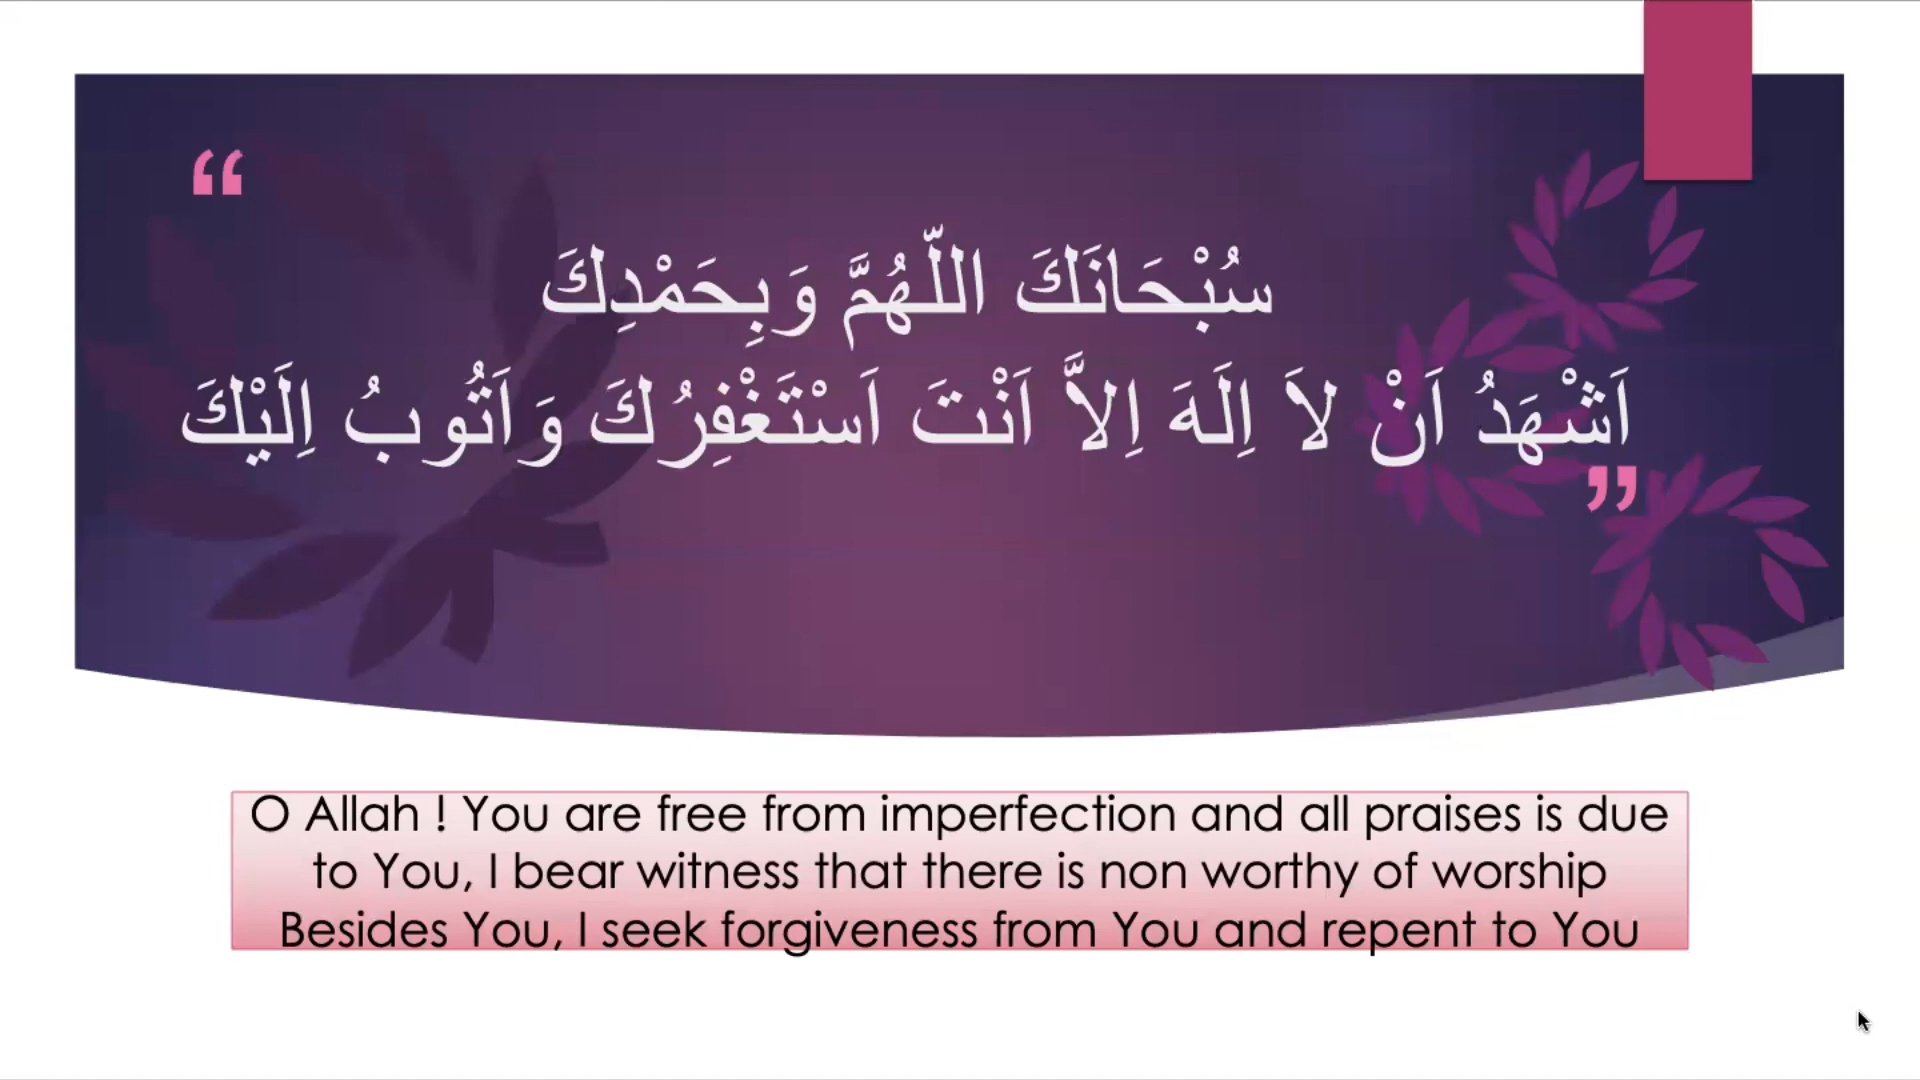 “
سُبْحَانَكَ اللّهُمَّ وَبِحَمْدِكَ
اَشْهَدُ اَنْ لاَ اِلَهَ اِلاَّ اَنْتَ اَسْتَغْفِرُكَ وَاَتُوبُ اِلَيْكَ
”
O Allah ! You are free from imperfection and all praises is due
to You, I bear witness that there is non worthy of worship
Besides You, I seek forgiveness from You and repent to You